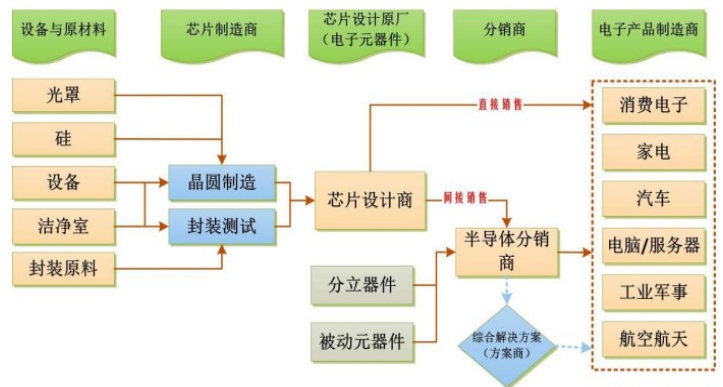 设备与原材料
芯片制造商
芯片设计原厂
（电子元器件）
分销商
电子产品制造商
光罩
硅
设备
洁净室
封装原料
晶圆制造
封装测试
芯片设计商
直接销售
间接销售
半导体分销
商
分立器件
被动元器件
综合解决方案
（方案商）
消费电子
家电
汽车
电脑/服务器
工业军事
航空航天